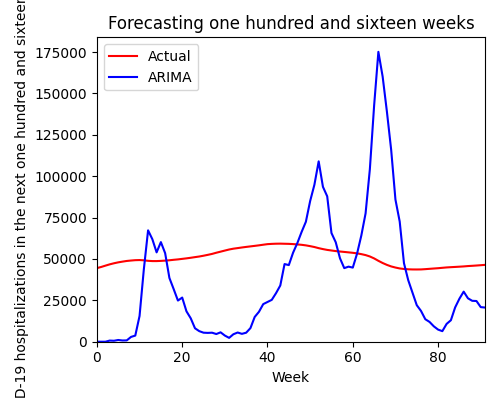 Forecasting one hundred and sixteen weeks
Actual
ARIMA
D-19 hospitalizations in the next one hundred and sixteen
175000
150000
125000
100000
75000
50000
25000
0
0
20
40
60
80
Week